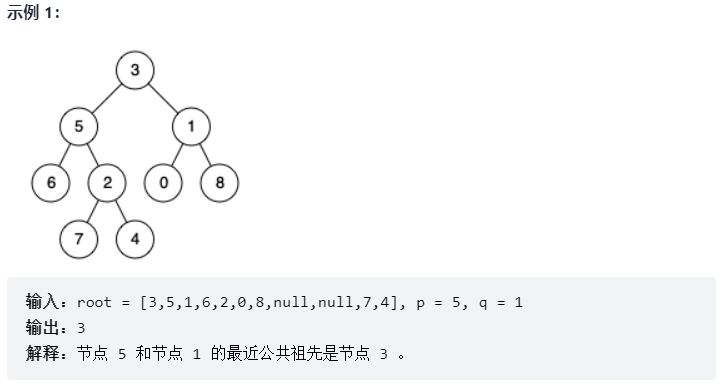 示例 1：
3
5 1
6 2 0 8
7 4
输入：root = [3,5,1,6,2,0,8,null,null,7,4], p = 5, q = 1
输出：3
解释：节点 5 和节点 1 的最近公共祖先是节点 3 。